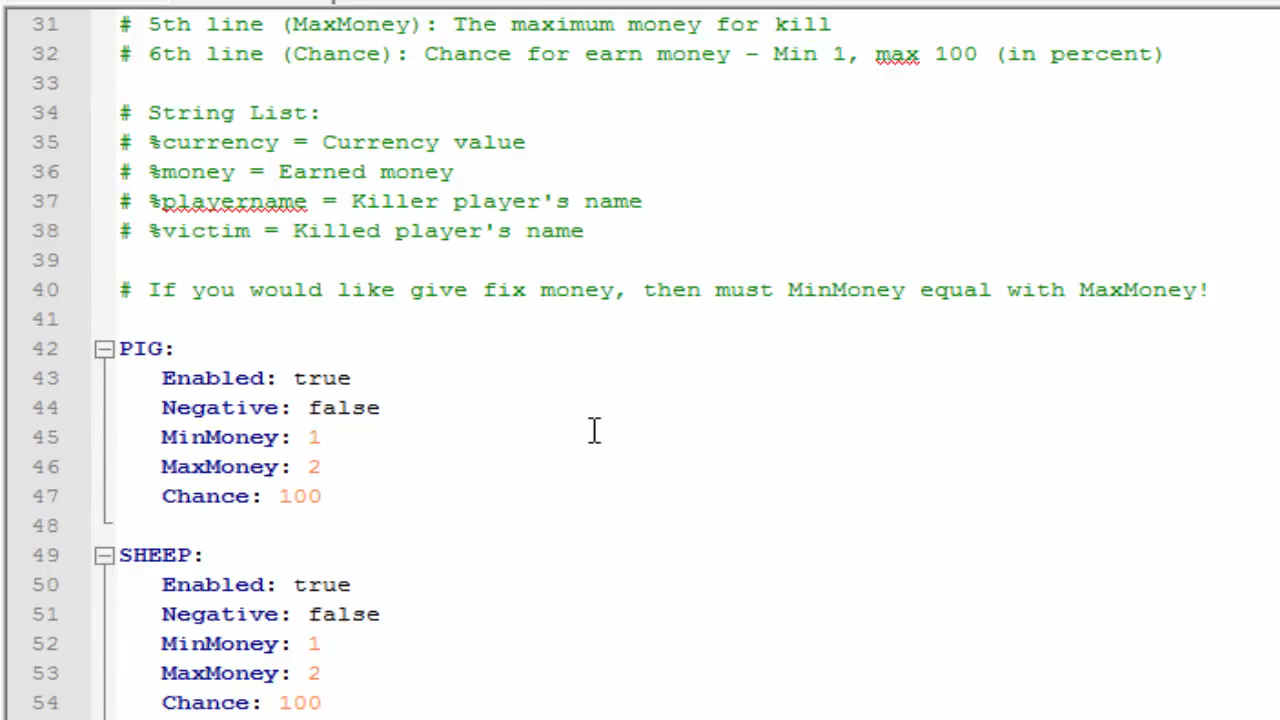 31 # 5th line (MaxMoney): The maximum money for kill
32 # 6th line (Chance): Chance for earn money - Min 1, max 100 (in percent)
33
34 # String List:
35 # %currency = Currency value
36 # %money = Earned money
37 # %playername = Killer player's name
38 # %victim = Killed player's name
39
40 # If you would like give fix money, then must MinMoney equal with MaxMoney!
41
42 PIG:
43 Enabled: true
44 Negative: false
45 MinMoney: 1
46 MaxMoney: 2
47 Chance: 100
48
49 SHEEP:
50 Enabled: true
51 Negative: false
52 MinMoney: 1
53 MaxMoney: 2
54 Chance: 100